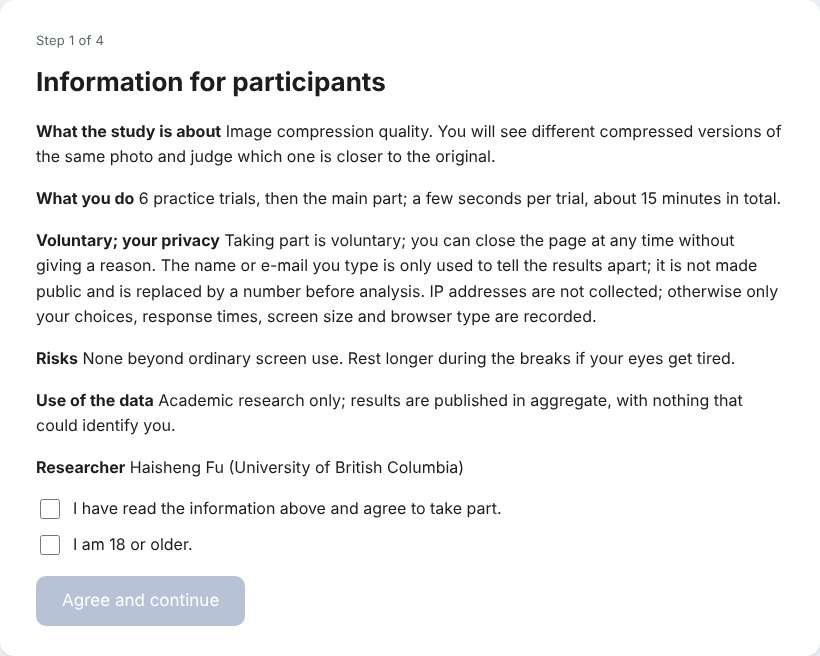 Step 1 of 4
Information for participants
What the study is about Image compression quality. You will see different compressed versions of
the same photo and judge which one is closer to the original.
What you do 6 practice trials, then the main part; a few seconds per trial, about 15 minutes in total.
Voluntary; your privacy Taking part is voluntary; you can close the page at any time without
giving a reason. The name or e-mail you type is only used to tell the results apart; it is not made
public and is replaced by a number before analysis. IP addresses are not collected; otherwise only
your choices, response times, screen size and browser type are recorded.
Risks None beyond ordinary screen use. Rest longer during the breaks if your eyes get tired.
Use of the data Academic research only; results are published in aggregate, with nothing that
could identify you.
Researcher Haisheng Fu (University of British Columbia)
I have read the information above and agree to take part.
I am 18 or older.
Agree and continue